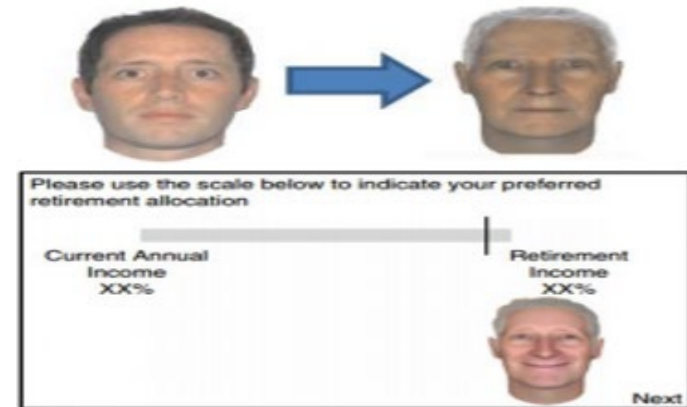 Please use the scale below to indicate your preferred
retirement allocation
Current Annual
Income
XX%
Retirement
Income
XX%
Next